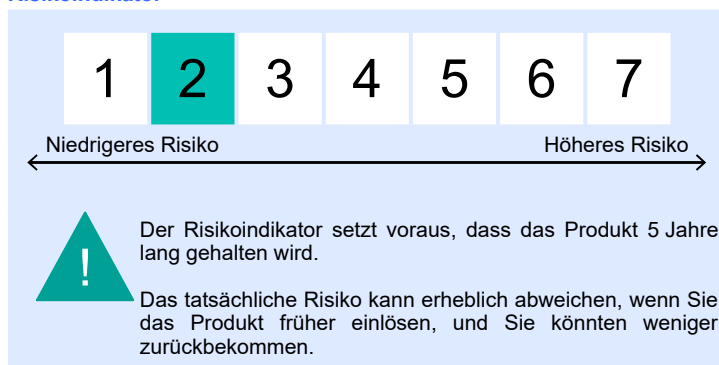 Risikoindikator
1 2 3 4 5 6 7
Niedrigeres Risiko Höheres Risiko
!
Der Risikoindikator setzt voraus, dass das Produkt 5 Jahre
lang gehalten wird.
Das tatsächliche Risiko kann erheblich abweichen, wenn Sie
das Produkt früher einlösen, und Sie könnten weniger
zurückbekommen.